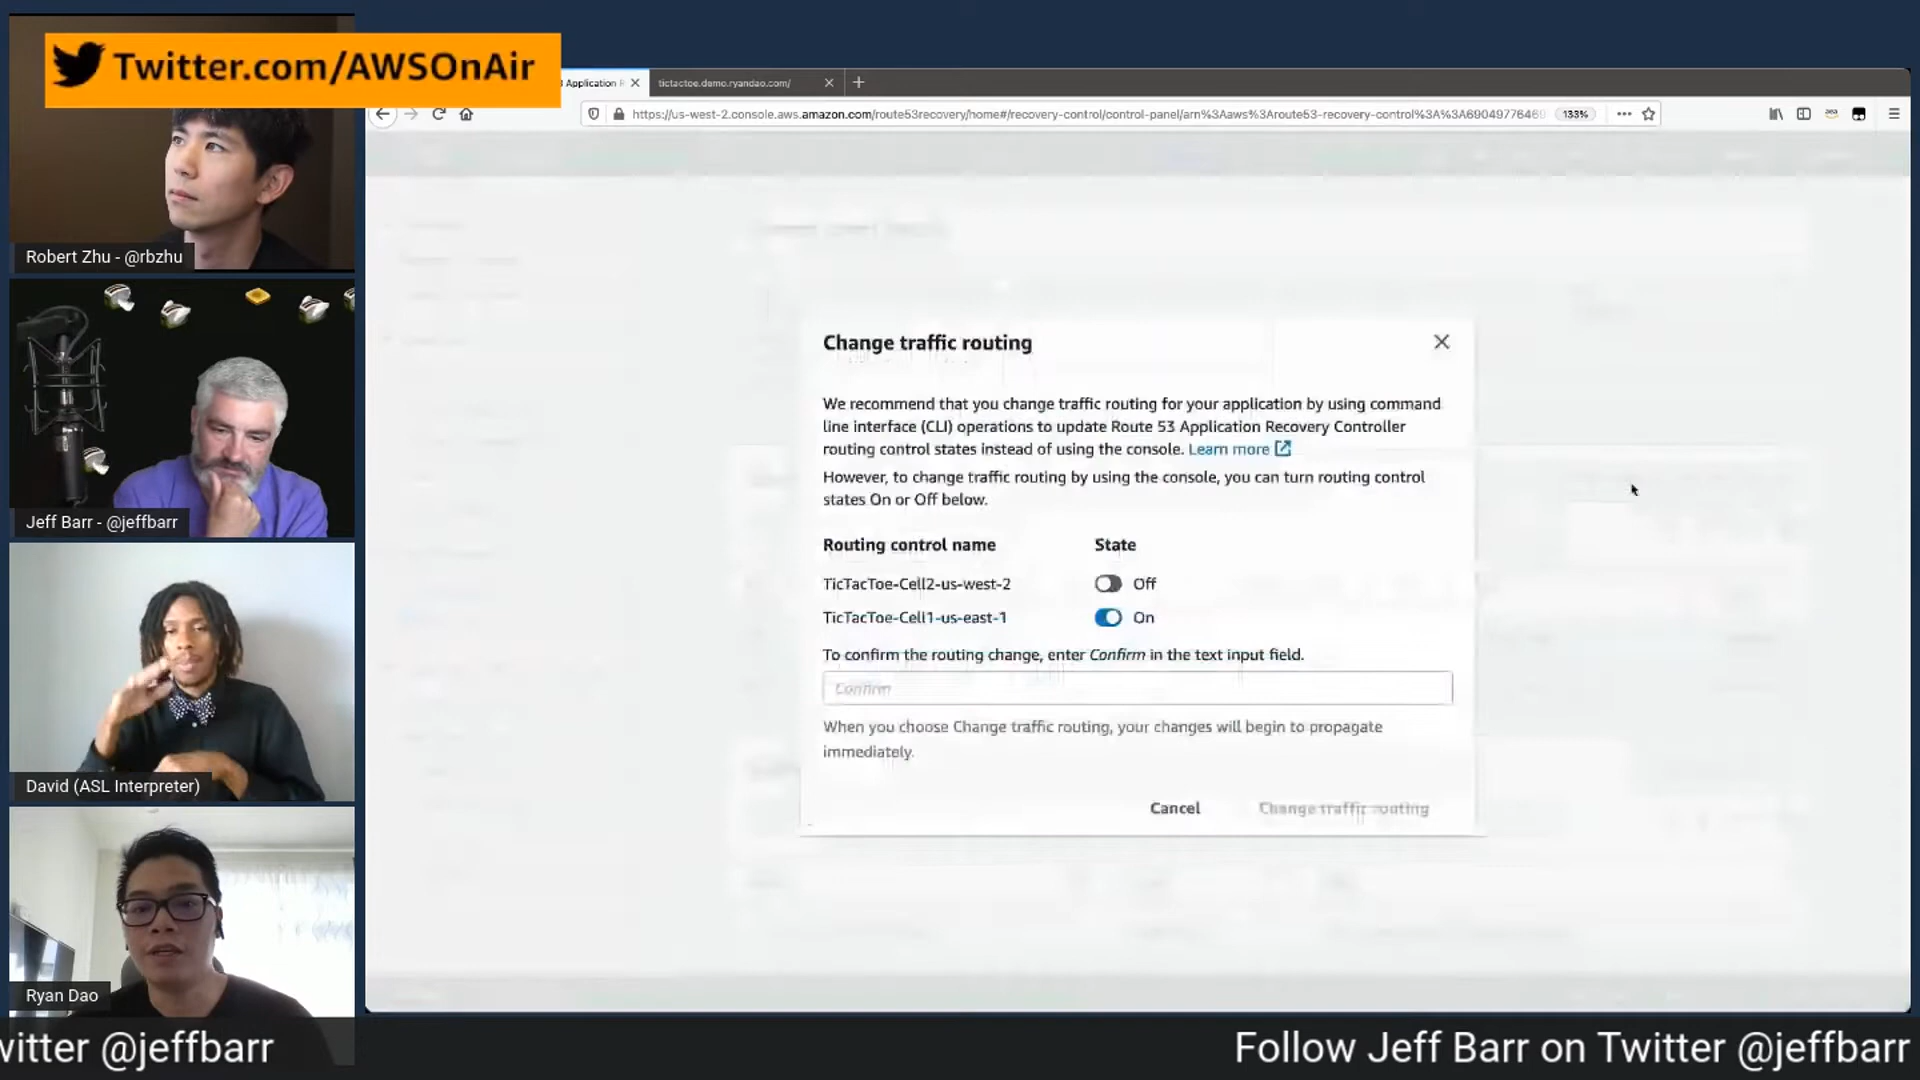 Twitter.com/AWSOnAir
Application
tictactoe.demo.ryandao.com/
https://us-west-2.console.aws.amazon.com/route53recovery/home#/recovery-control/control-panel/arn%3Aaws%3Aroute53-recovery-control%3A%3A69049776469
133%
Robert Zhu - @rbzhu
Jeff Barr - @jeffbarr
David (ASL Interpreter)
Ryan Dao
Change traffic routing
We recommend that you change traffic routing for your application by using command
line interface (CLI) operations to update Route 53 Application Recovery Controller
routing control states instead of using the console. Learn more
However, to change traffic routing by using the console, you can turn routing control
states On or Off below.
Routing control name State
TicTacToe-Cell2-us-west-2 Off
TicTacToe-Cell1-us-east-1 On
To confirm the routing change, enter Confirm in the text input field.
Confirm
When you choose Change traffic routing, your changes will begin to propagate
immediately.
Cancel Change traffic routing
witter @jeffbarr Follow Jeff Barr on Twitter @jeffbarr